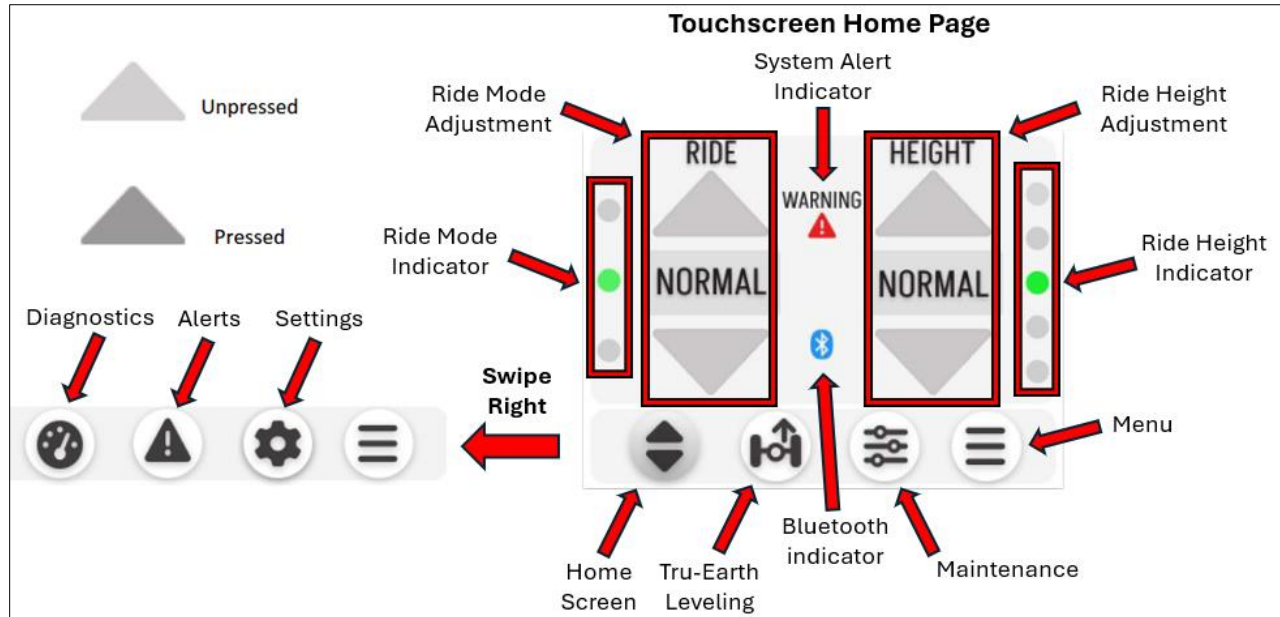 Touchscreen Home Page
System Alert
Indicator
Ride Mode
Adjustment
Ride Height
Adjustment
Unpressed
Pressed
RIDE
WARNING
HEIGHT
Ride Mode
Indicator
NORMAL
NORMAL
Ride Height
Indicator
Diagnostics
Alerts
Settings
Swipe
Right
Menu
Bluetooth
indicator
Maintenance
Home
Screen
Tru-Earth
Leveling